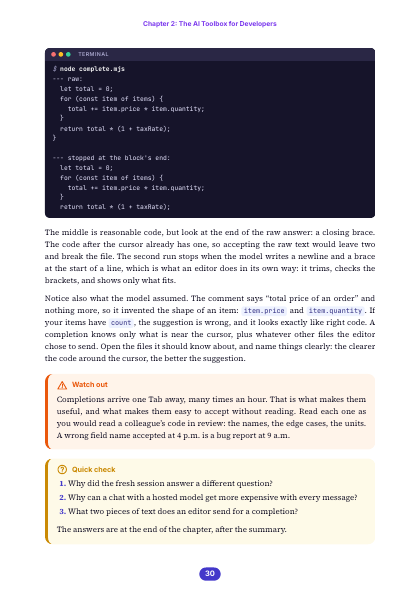 Chapter 2: The AI Toolbox for Developers
TERMINAL
$ node complete.mjs
--- raw:
  let total = 0;
  for (const item of items) {
    total += item.price * item.quantity;
  }
  return total * (1 + taxRate);
}
--- stopped at the block's end:
  let total = 0;
  for (const item of items) {
    total += item.price * item.quantity;
  }
  return total * (1 + taxRate);
The middle is reasonable code, but look at the end of the raw answer: a closing brace.
The code after the cursor already has one, so accepting the raw text would leave two
and break the file. The second run stops when the model writes a newline and a brace
at the start of a line, which is what an editor does in its own way: it trims, checks the
brackets, and shows only what fits.
Notice also what the model assumed. The comment says “total price of an order” and
nothing more, so it invented the shape of an item: item.price and item.quantity. If
your items have count, the suggestion is wrong, and it looks exactly like right code. A
completion knows only what is near the cursor, plus whatever other files the editor
chose to send. Open the files it should know about, and name things clearly: the clearer
the code around the cursor, the better the suggestion.
Watch out
Completions arrive one Tab away, many times an hour. That is what makes them
useful, and what makes them easy to accept without reading. Read each one as
you would read a colleague’s code in review: the names, the edge cases, the units.
A wrong field name accepted at 4 p.m. is a bug report at 9 a.m.
Quick check
1. Why did the fresh session answer a different question?
2. Why can a chat with a hosted model get more expensive with every message?
3. What two pieces of text does an editor send for a completion?
The answers are at the end of the chapter, after the summary.
30